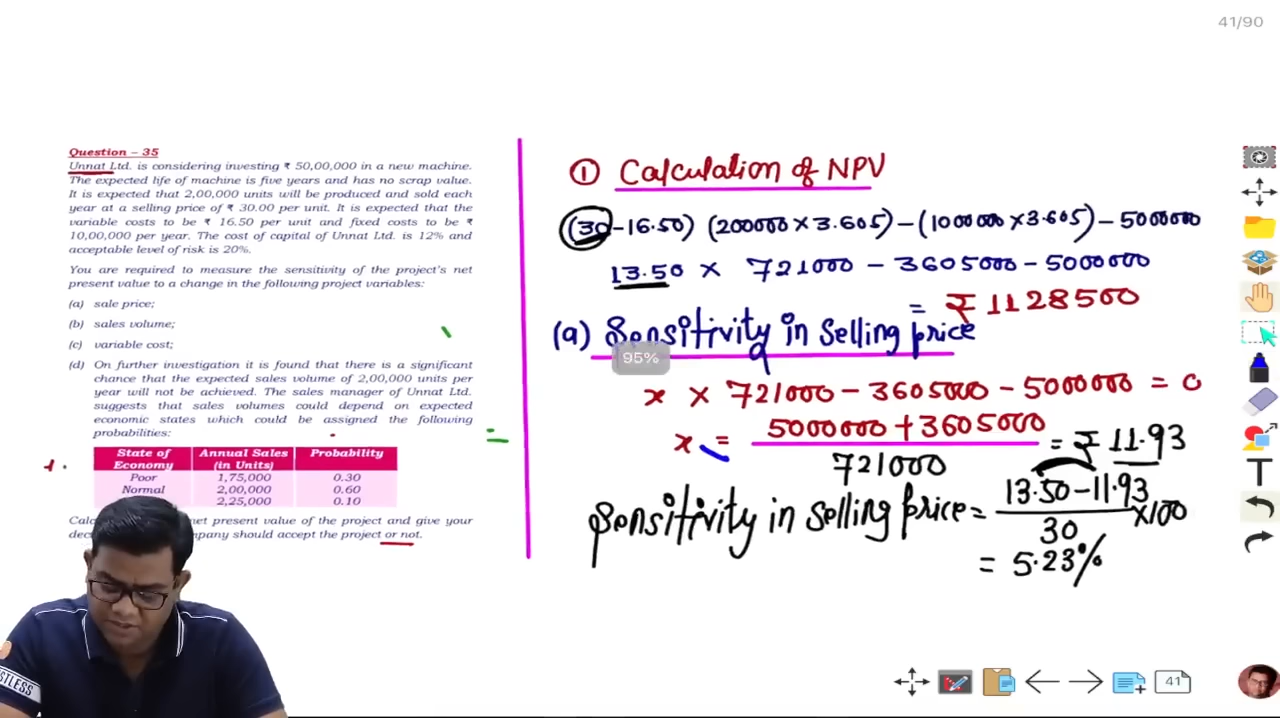 41/90
Question – 35
Unnat Ltd. is considering investing ₹ 50,00,000 in a new machine.
The expected life of machine is five years and has no scrap value.
It is expected that 2,00,000 units will be produced and sold each
year at a selling price of ₹ 30.00 per unit. It is expected that the
variable costs to be ₹ 16.50 per unit and fixed costs to be ₹
10,00,000 per year. The cost of capital of Unnat Ltd. is 12% and
acceptable level of risk is 20%.
You are required to measure the sensitivity of the project's net
present value to a change in the following project variables:
(a) sale price;
(b) sales volume;
(c) variable cost;
(d) On further investigation it is found that there is a significant
chance that the expected sales volume of 2,00,000 units per
year will not be achieved. The sales manager of Unnat Ltd.
suggests that sales volumes could depend on expected
economic states which could be assigned the following
probabilities:
State of Economy Annual Sales (in Units) Probability
Poor 1,75,000 0.30
Normal 2,00,000 0.60
2,25,000 0.10
net present value of the project and give your
company should accept the project or not.
① Calculation of NPV
(30-16.50) (200000 × 3.605) – (1000000 × 3.605) – 5000000
13.50 × 721000 – 3605000 – 5000000
= ₹ 1128500
(a) Sensitivity in Selling price
95%
x × 721000 – 3605000 – 5000000 = 0
x = 5000000 + 3605000 / 721000 = ₹ 11.93
Sensitivity in Selling price = 13.50 – 11.93 / 30 × 100
= 5.23%
41